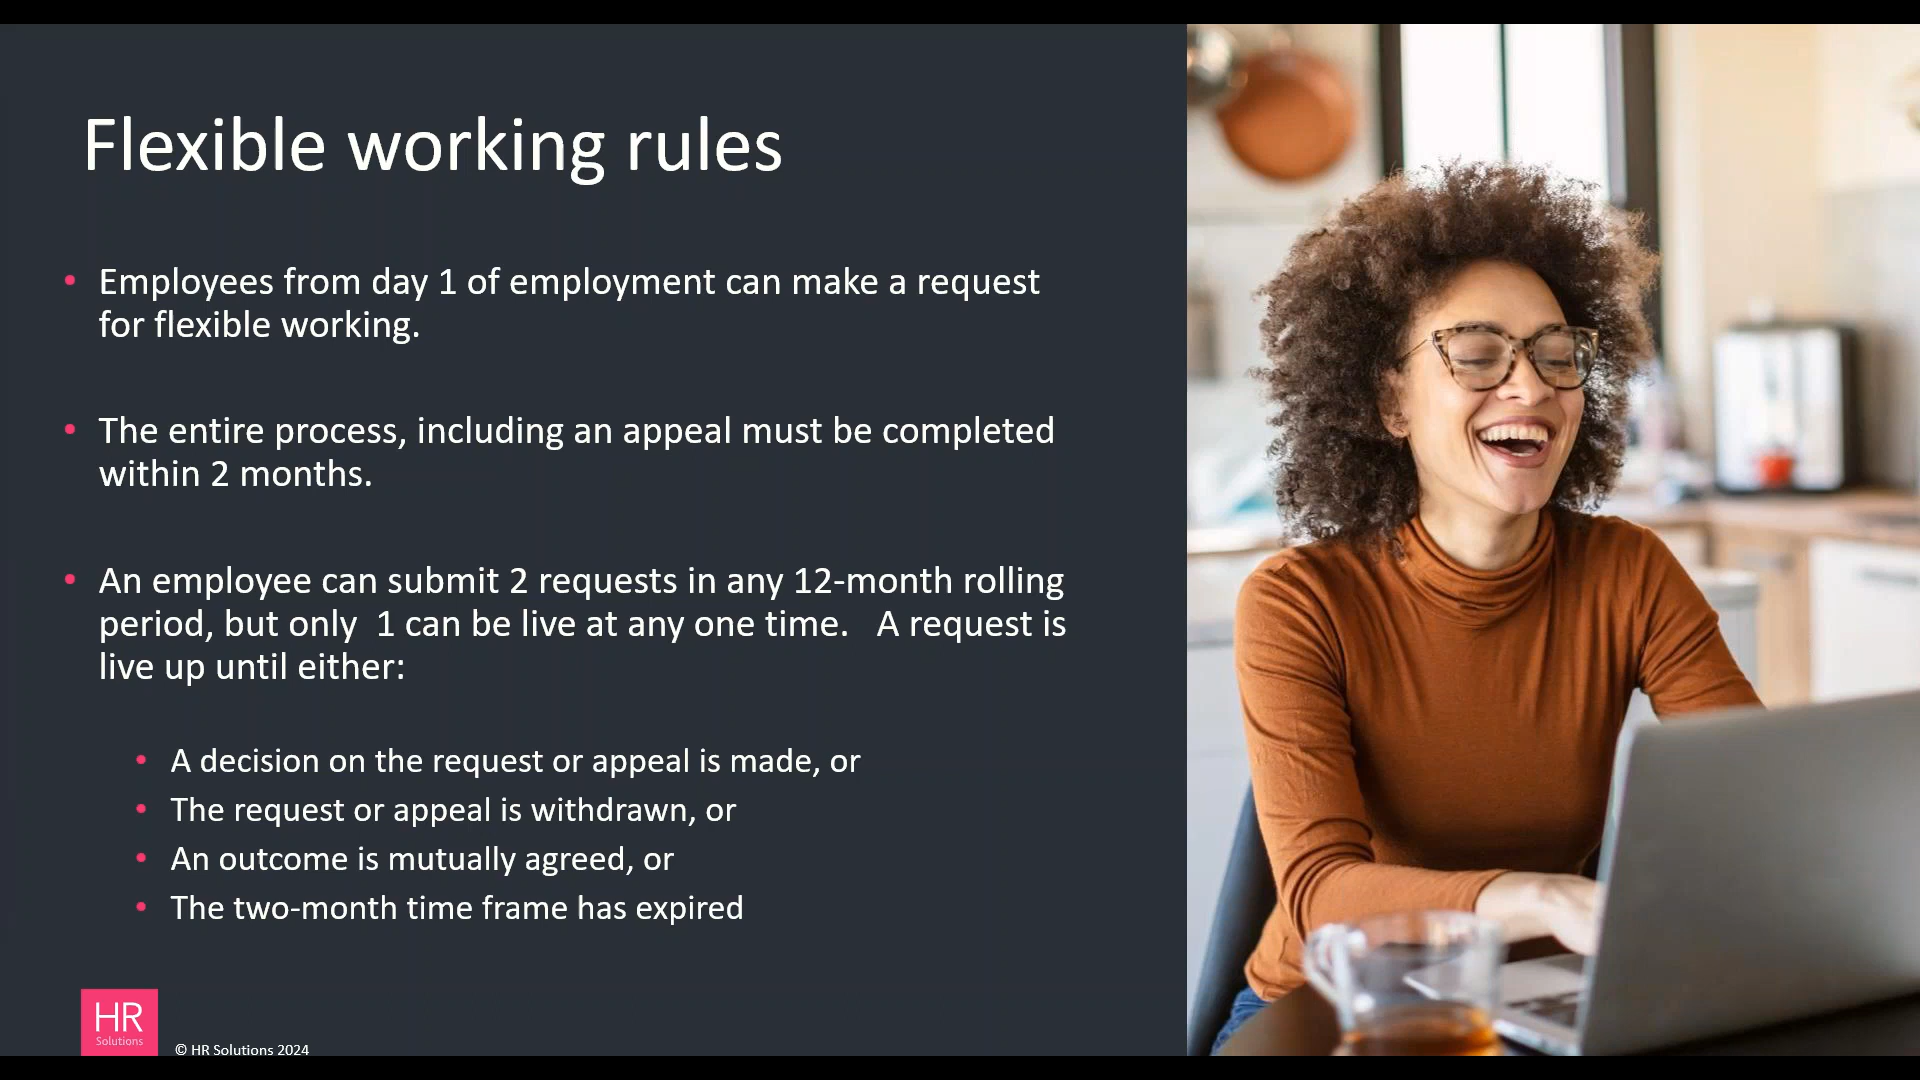 Flexible working rules
• Employees from day 1 of employment can make a request
for flexible working.
• The entire process, including an appeal must be completed
within 2 months.
• An employee can submit 2 requests in any 12-month rolling
period, but only  1 can be live at any one time.   A request is
live up until either:
• A decision on the request or appeal is made, or
• The request or appeal is withdrawn, or
• An outcome is mutually agreed, or
• The two-month time frame has expired
HR
Solutions
© HR Solutions 2024